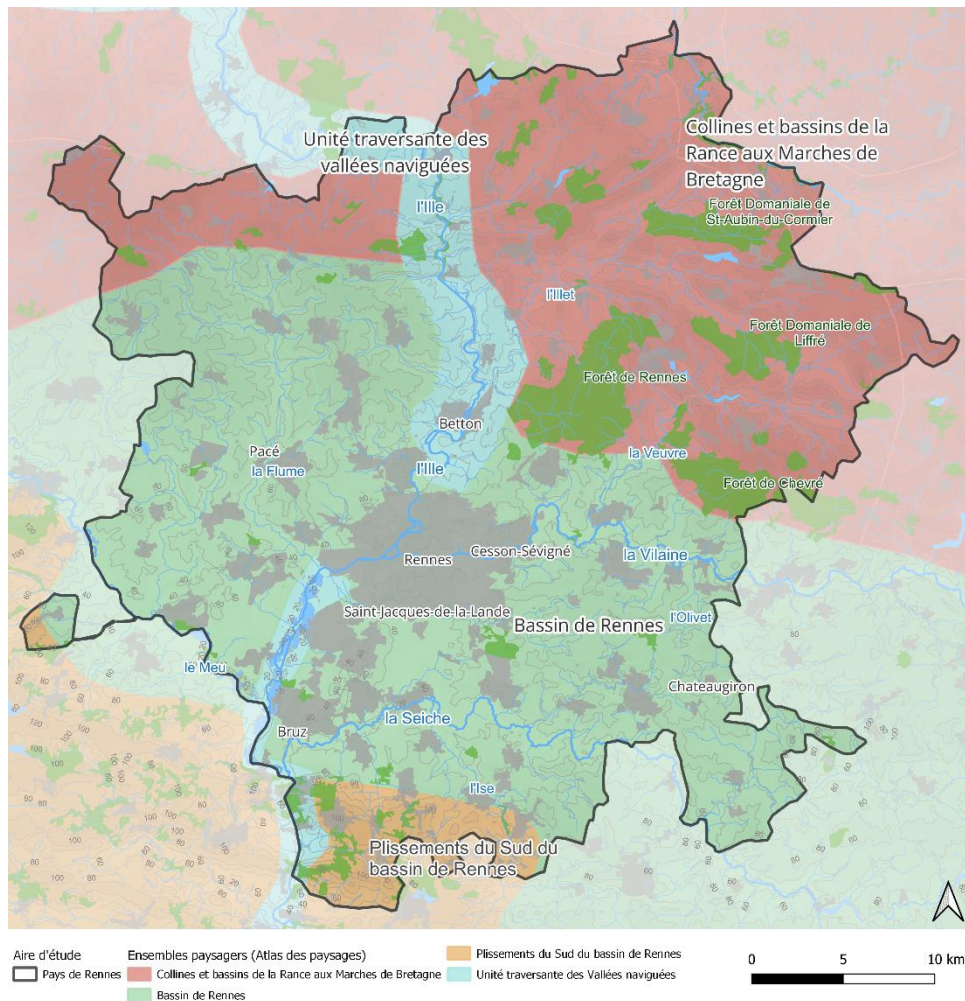 Unité traversante des
vallées naviguées
Collines et bassins de la
Rance aux Marches de
Bretagne
l'Ille
Forêt Domaniale de
St-Aubin-du-Cormier
l'Illet
Forêt Domaniale de
Liffré
Forêt de Rennes
Betton
Pacé
la Flume
l'Ille
la Veuvre
Forêt de Chevré
Rennes
Cesson-Sévigné
la Vilaine
Saint-Jacques-de-la-Lande
Bassin de Rennes
l'Olivet
le Meu
Chateaugiron
la Seiche
Bruz
l'Ise
Plissements du Sud du
bassin de Rennes
Aire d'étude
Pays de Rennes
Ensembles paysagers (Atlas des paysages)
Collines et bassins de la Rance aux Marches de Bretagne
Bassin de Rennes
Plissements du Sud du bassin de Rennes
Unité traversante des Vallées naviguées
0 5 10 km